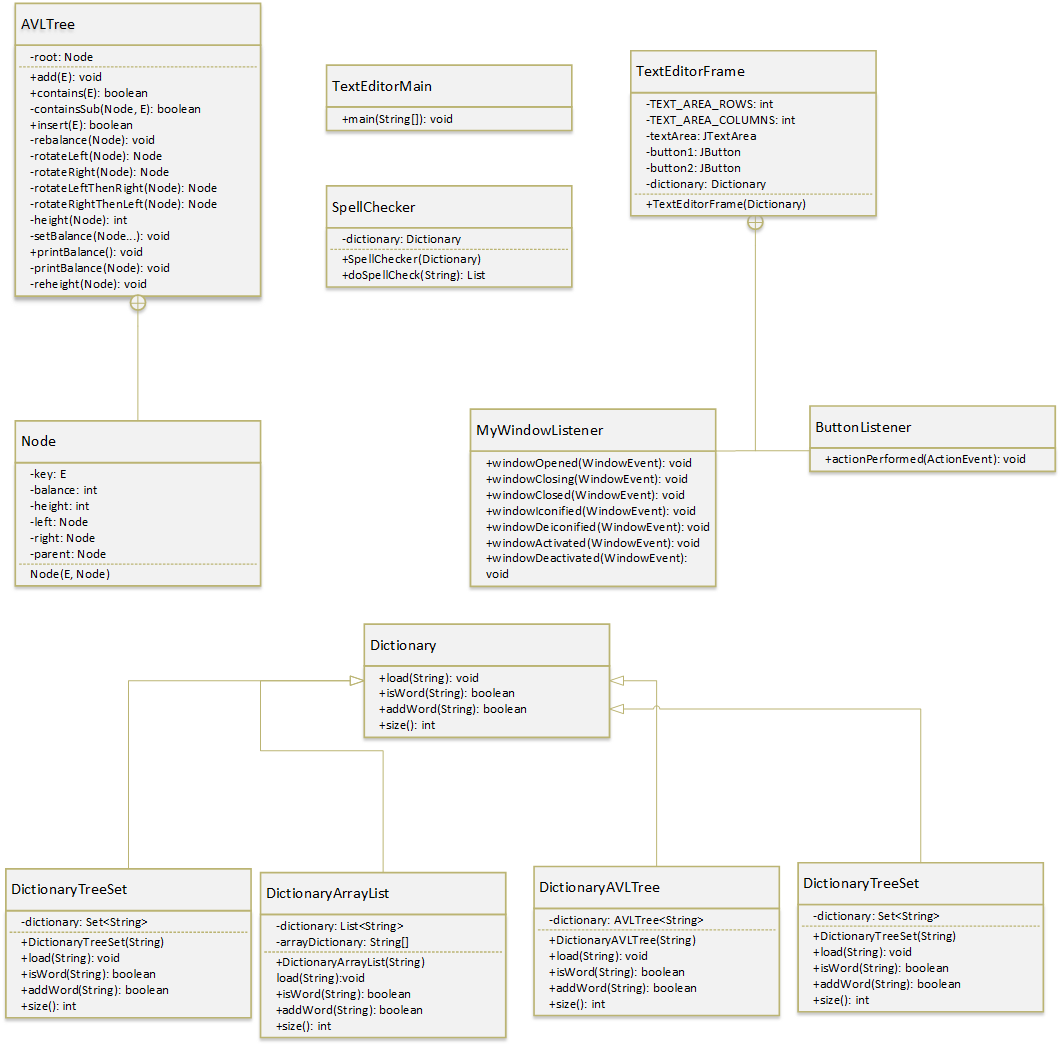 AVLTree
-root: Node
+add(E): void
+contains(E): boolean
-containsSub(Node, E): boolean
+insert(E): boolean
-rebalance(Node): void
-rotateLeft(Node): Node
-rotateRight(Node): Node
-rotateLeftThenRight(Node): Node
-rotateRightThenLeft(Node): Node
-height(Node): int
-setBalance(Node...): void
+printBalance(): void
-printBalance(Node): void
-reheight(Node): void
TextEditorMain
+main(String[]): void
SpellChecker
-dictionary: Dictionary
+SpellChecker(Dictionary)
+doSpellCheck(String): List
TextEditorFrame
-TEXT_AREA_ROWS: int
-TEXT_AREA_COLUMNS: int
-textArea: JTextArea
-button1: JButton
-button2: JButton
-dictionary: Dictionary
+TextEditorFrame(Dictionary)
Node
-key: E
-balance: int
-height: int
-left: Node
-right: Node
-parent: Node
Node(E, Node)
MyWindowListener
+windowOpened(WindowEvent): void
+windowClosing(WindowEvent): void
+windowClosed(WindowEvent): void
+windowIconified(WindowEvent): void
+windowDeiconified(WindowEvent): void
+windowActivated(WindowEvent): void
+windowDeactivated(WindowEvent):
void
ButtonListener
+actionPerformed(ActionEvent): void
Dictionary
+load(String): void
+isWord(String): boolean
+addWord(String): boolean
+size(): int
DictionaryTreeSet
-dictionary: Set<String>
+DictionaryTreeSet(String)
+load(String): void
+isWord(String): boolean
+addWord(String): boolean
+size(): int
DictionaryArrayList
-dictionary: List<String>
-arrayDictionary: String[]
+DictionaryArrayList(String)
load(String):void
+isWord(String): boolean
+addWord(String): boolean
+size(): int
DictionaryAVLTree
-dictionary: AVLTree<String>
+DictionaryAVLTree(String)
+load(String): void
+isWord(String): boolean
+addWord(String): boolean
+size(): int
DictionaryTreeSet
-dictionary: Set<String>
+DictionaryTreeSet(String)
+load(String): void
+isWord(String): boolean
+addWord(String): boolean
+size(): int